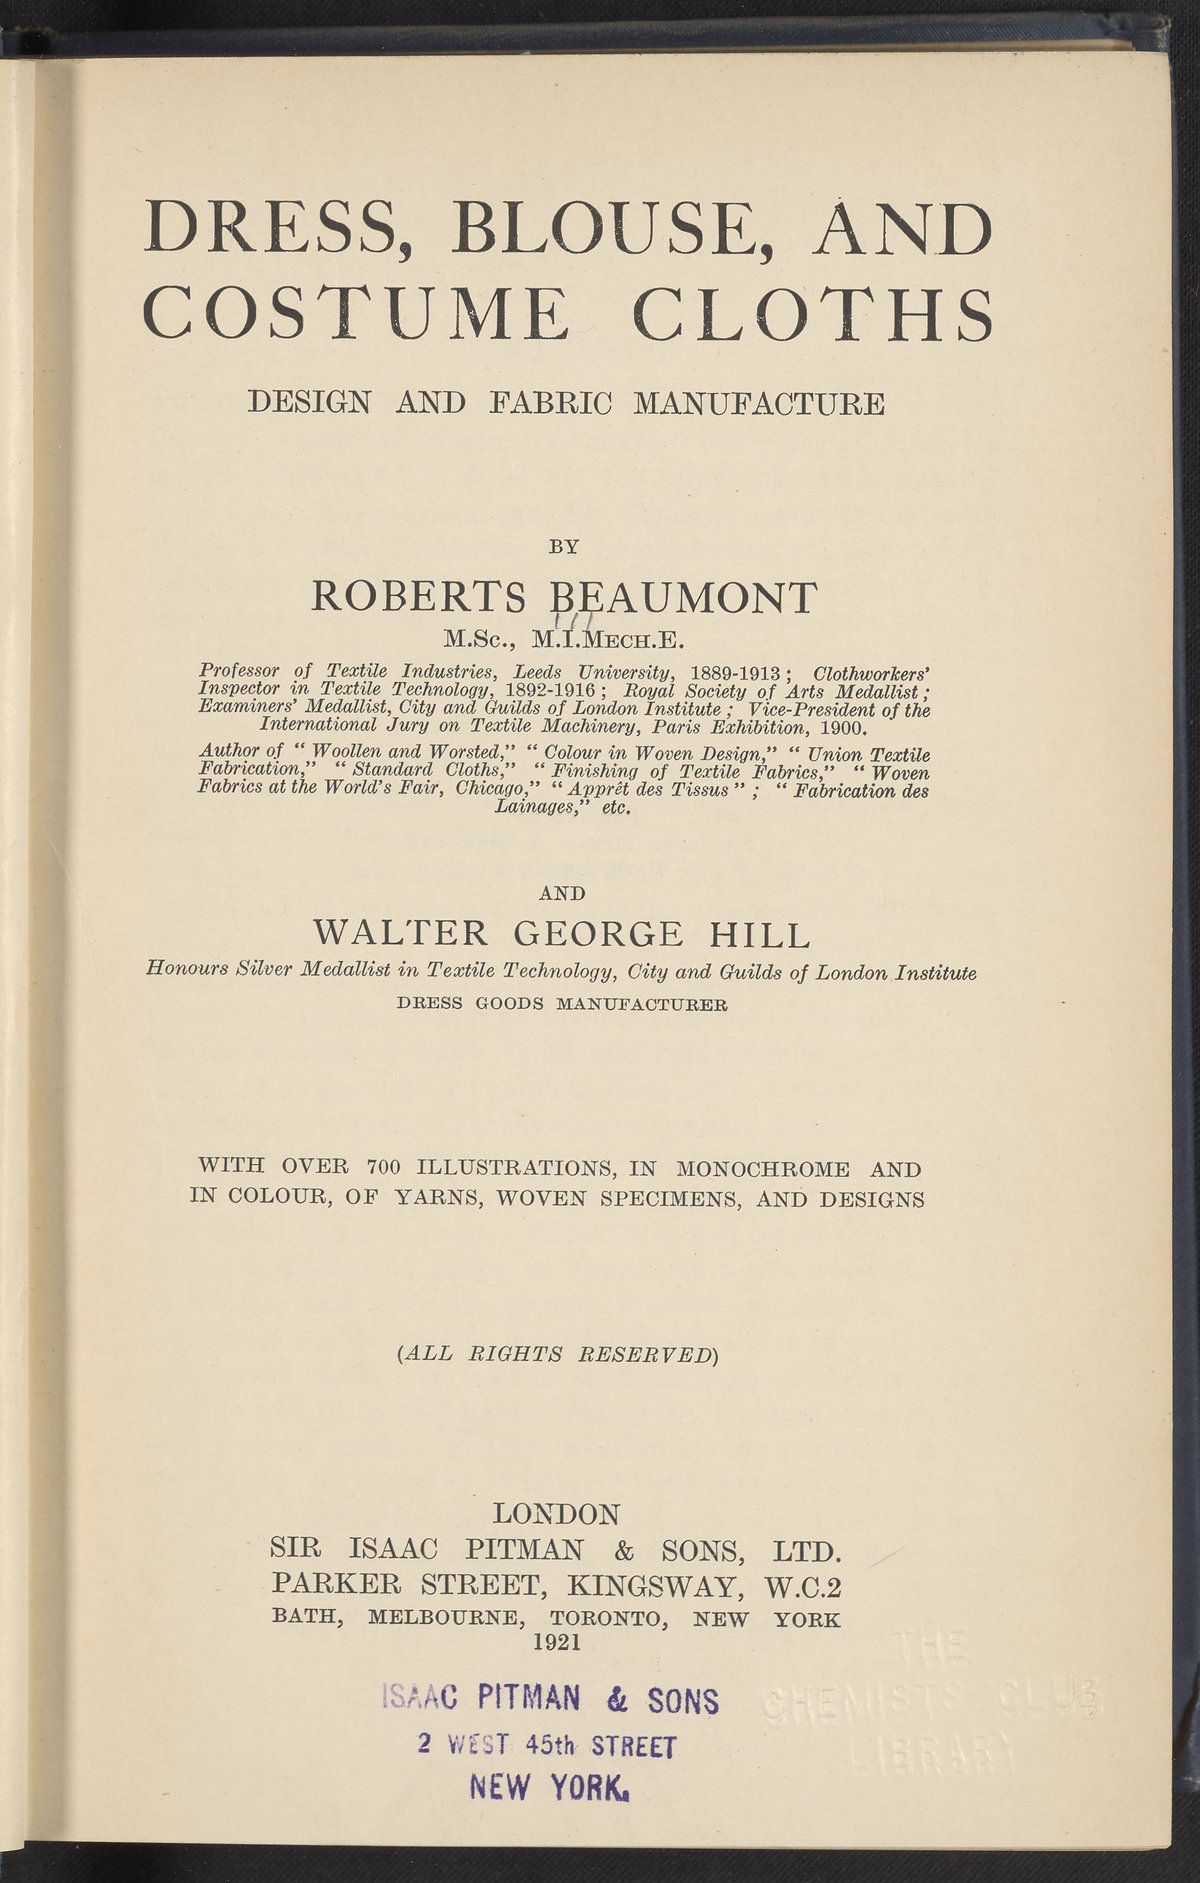 DRESS, BLOUSE, AND
COSTUME CLOTHS
DESIGN AND FABRIC MANUFACTURE
BY
ROBERTS BEAUMONT
M.Sc., M.I.MECH.E.
Professor of Textile Industries, Leeds University, 1889-1913; Clothworkers'
Inspector in Textile Technology, 1892-1916; Royal Society of Arts Medallist;
Examiners' Medallist, City and Guilds of London Institute; Vice-President of the
International Jury on Textile Machinery, Paris Exhibition, 1900.
Author of "Woollen and Worsted," "Colour in Woven Design," "Union Textile
Fabrication," "Standard Cloths," "Finishing of Textile Fabrics," "Woven
Fabrics at the World's Fair, Chicago," "Apprêt des Tissus"; "Fabrication des
Lainages," etc.
AND
WALTER GEORGE HILL
Honours Silver Medallist in Textile Technology, City and Guilds of London Institute
DRESS GOODS MANUFACTURER
WITH OVER 700 ILLUSTRATIONS, IN MONOCHROME AND
IN COLOUR, OF YARNS, WOVEN SPECIMENS, AND DESIGNS
(ALL RIGHTS RESERVED)
LONDON
SIR ISAAC PITMAN & SONS, LTD.
PARKER STREET, KINGSWAY, W.C.2
BATH, MELBOURNE, TORONTO, NEW YORK
1921
ISAAC PITMAN & SONS
2 WEST 45th STREET
NEW YORK.
THE
CHEMISTS CLUB
LIBRARY